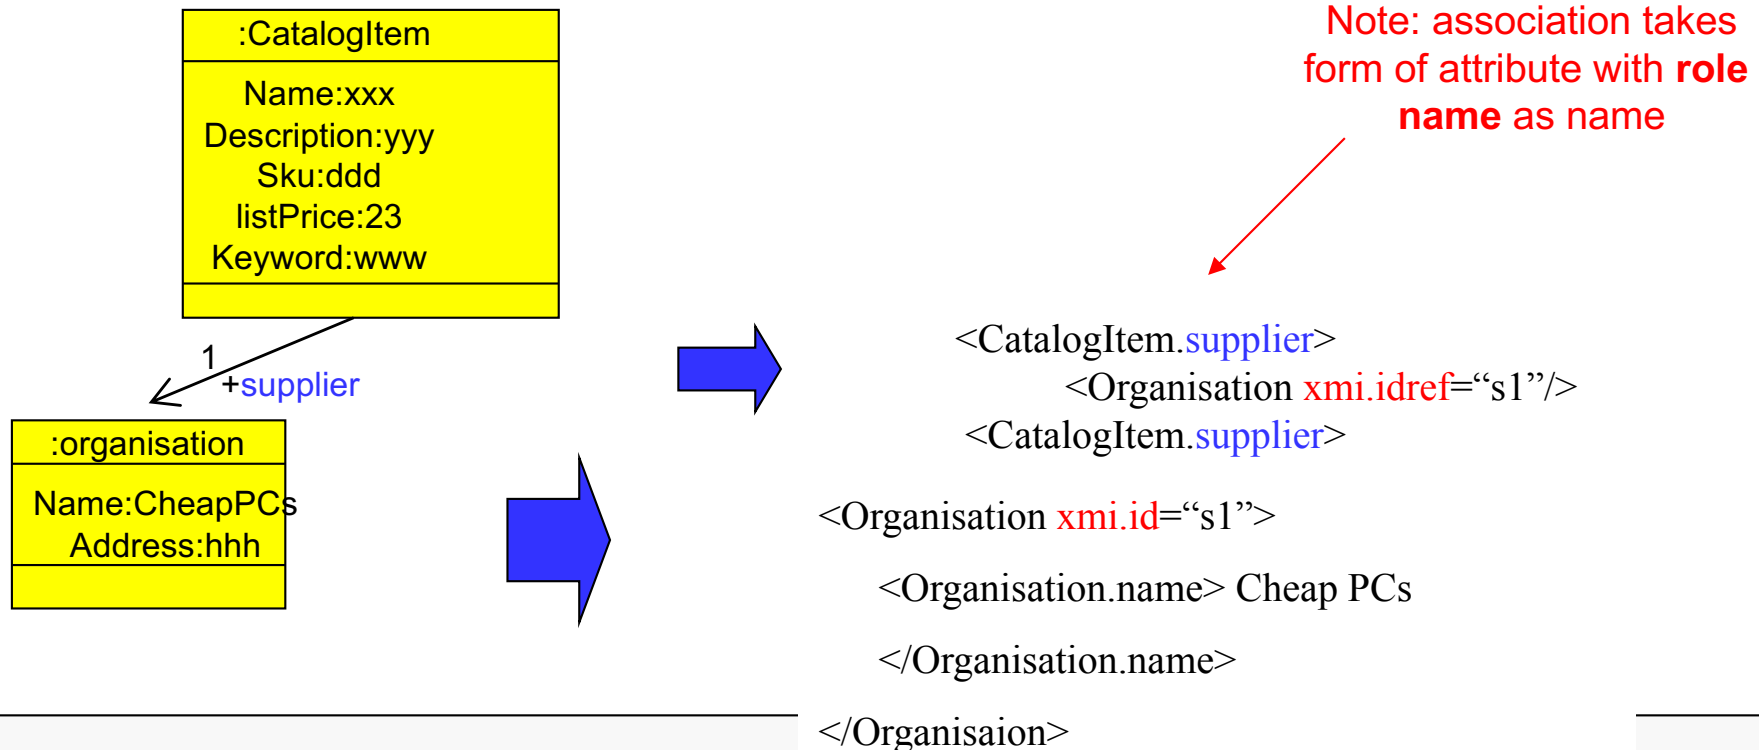 :CatalogItem
Name:xxx
Description:yyy
Sku:ddd
listPrice:23
Keyword:www
1
+supplier
:organisation
Name:CheapPCs
Address:hhh
Note: association takes
form of attribute with role
name as name
<CatalogItem.supplier>
<Organisation xmi.idref=“s1”/>
<CatalogItem.supplier>
<Organisation xmi.id=“s1”>
<Organisation.name> Cheap PCs
</Organisation.name>
</Organisaion>